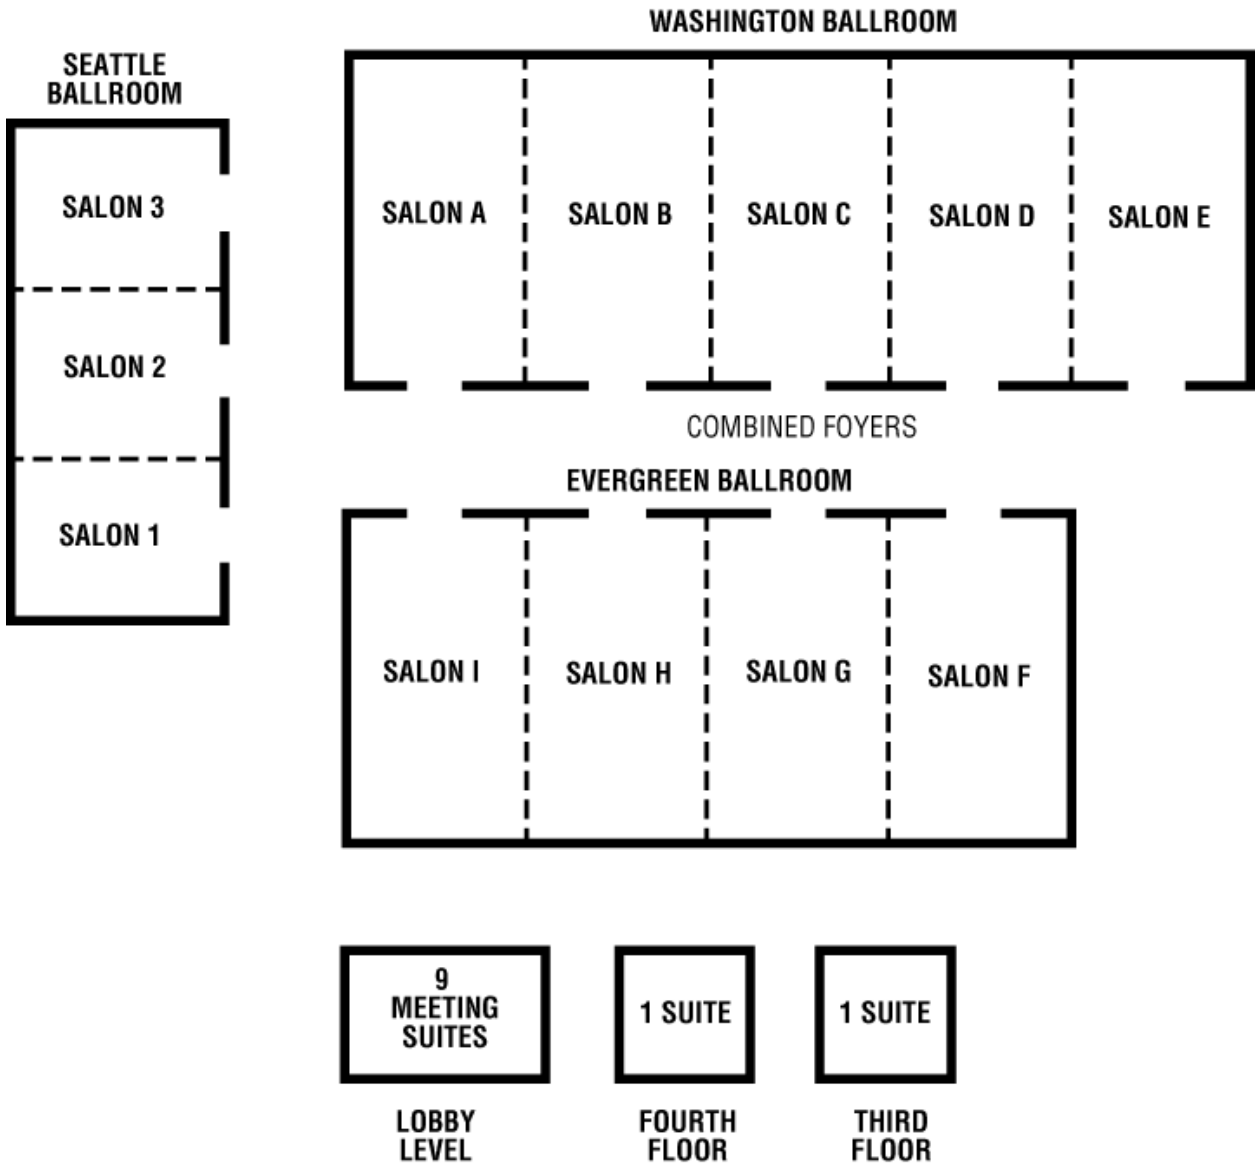 WASHINGTON BALLROOM
SEATTLE
BALLROOM
SALON 3
SALON 2
SALON 1
SALON A
SALON B
SALON C
SALON D
SALON E
COMBINED FOYERS
EVERGREEN BALLROOM
SALON I
SALON H
SALON G
SALON F
9
MEETING
SUITES
LOBBY
LEVEL
1 SUITE
FOURTH
FLOOR
1 SUITE
THIRD
FLOOR